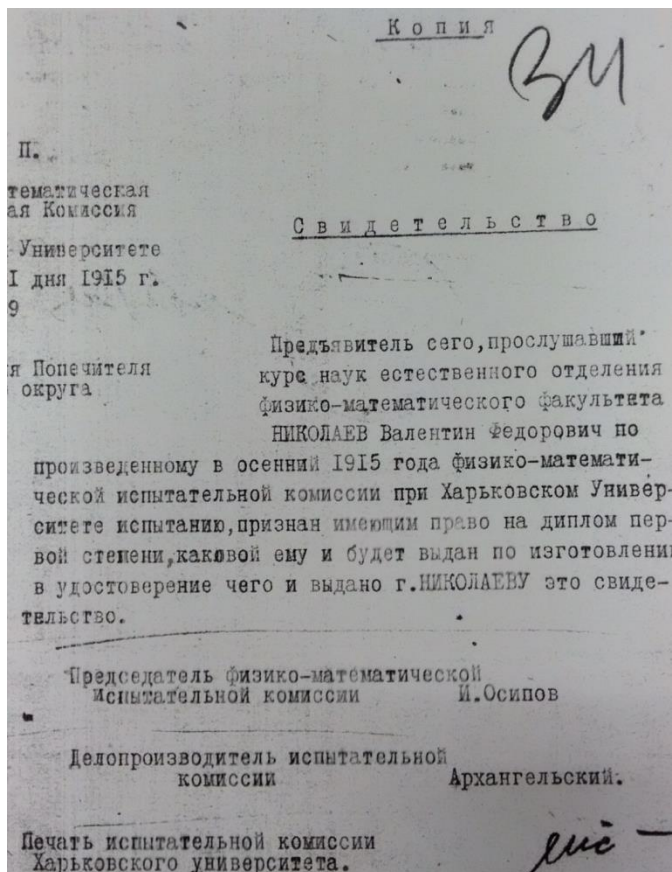 Копия
34
П.
тематическая
ая Комиссия
Университете
I дня 1915 г.
9
я Попечителя
округа
Свидетельство
Предъявитель сего,прослушавший
курс наук естественного отделения
физико-математического факультета
НИКОЛАЕВ Валентин Федорович по
произведенному в осенний 1915 года физико-математи-
ческой испытательной комиссии при Харьковском Универ-
ситете испытанию,признан имеющим право на диплом пер-
вой степени,каковой ему и будет выдан по изготовлении
в удостоверение чего и выдано г.НИКОЛАЕВУ это свиде-
тельство.
Председатель физико-математической
испытательной комиссии И.Осипов
Делопроизводитель испытательной
комиссии Архангельский.
Печать испытательной комиссии
Харьковского университета.